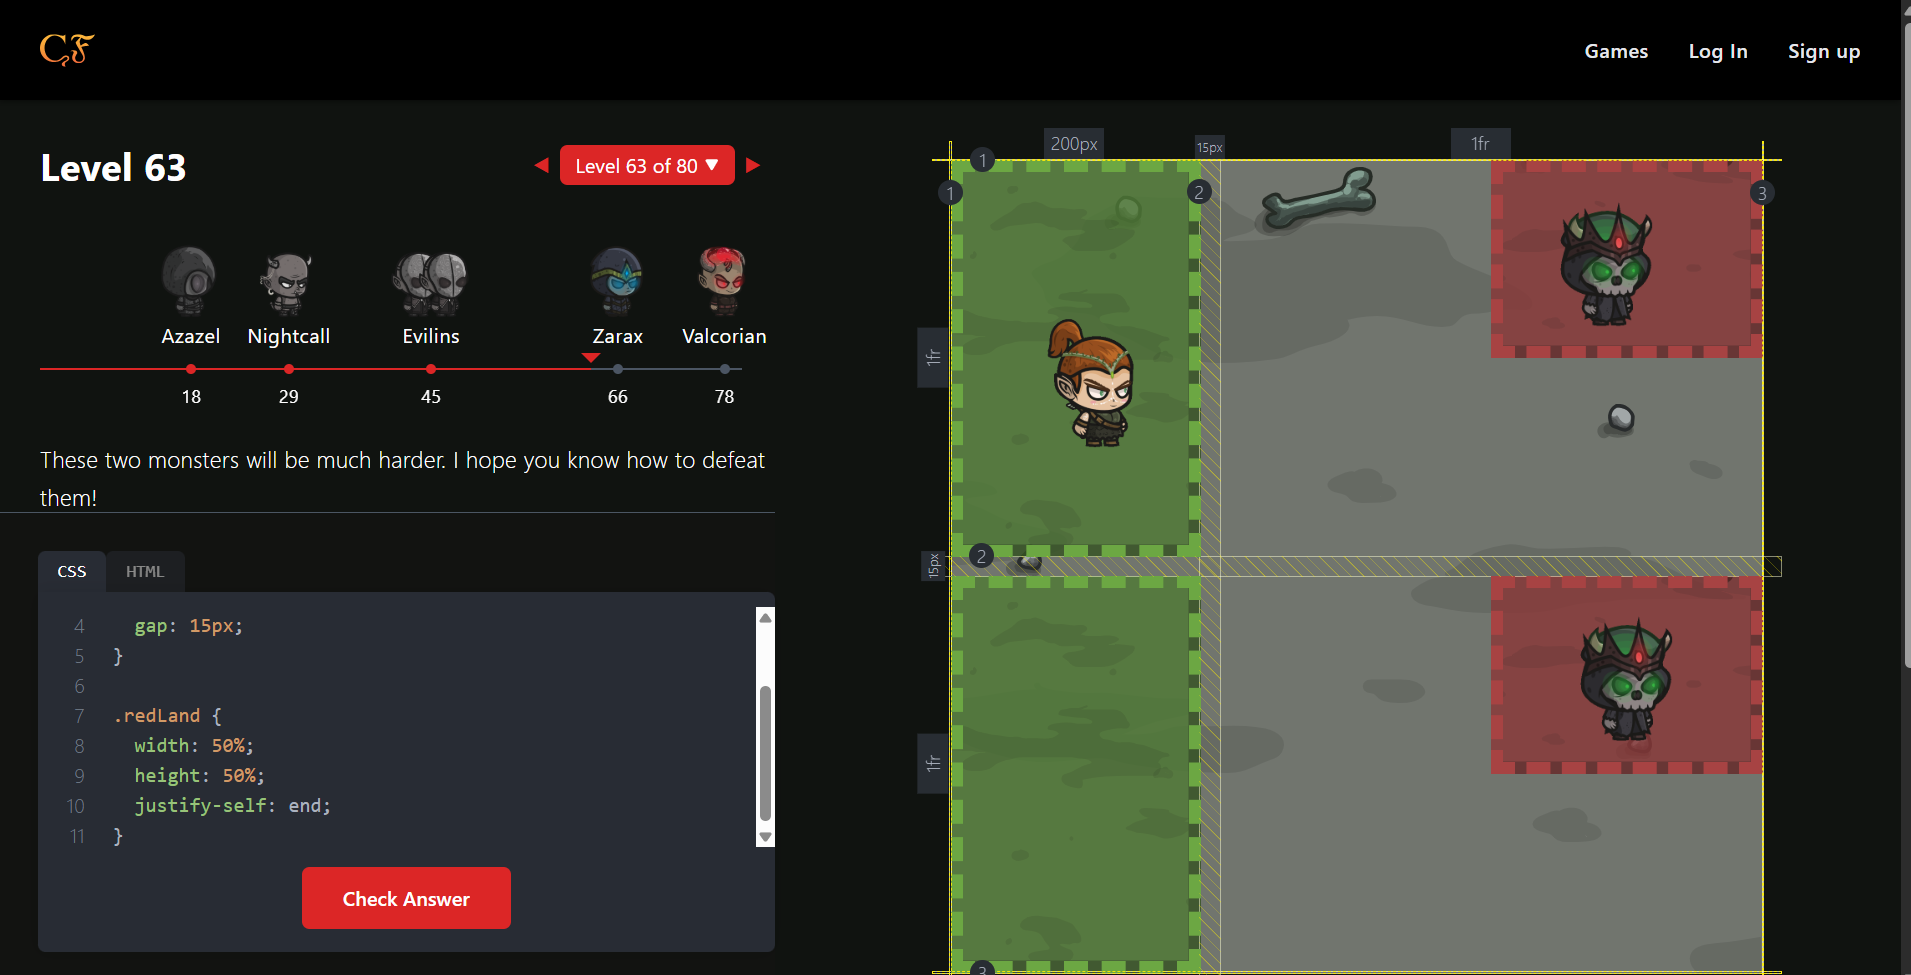 CF
Games
Log In
Sign up
Level 63
Level 63 of 80 ▼
Azazel
Nightcall
Evilins
Zarax
Valcorian
18
29
45
66
78
These two monsters will be much harder. I hope you know how to defeat
them!
CSS
HTML
4 gap: 15px;
5 }
6
7 .redLand {
8 width: 50%;
9 height: 50%;
10 justify-self: end;
11 }
Check Answer
200px
15px
1fr
1
1
2
3
1fr
15px
2
1fr
3